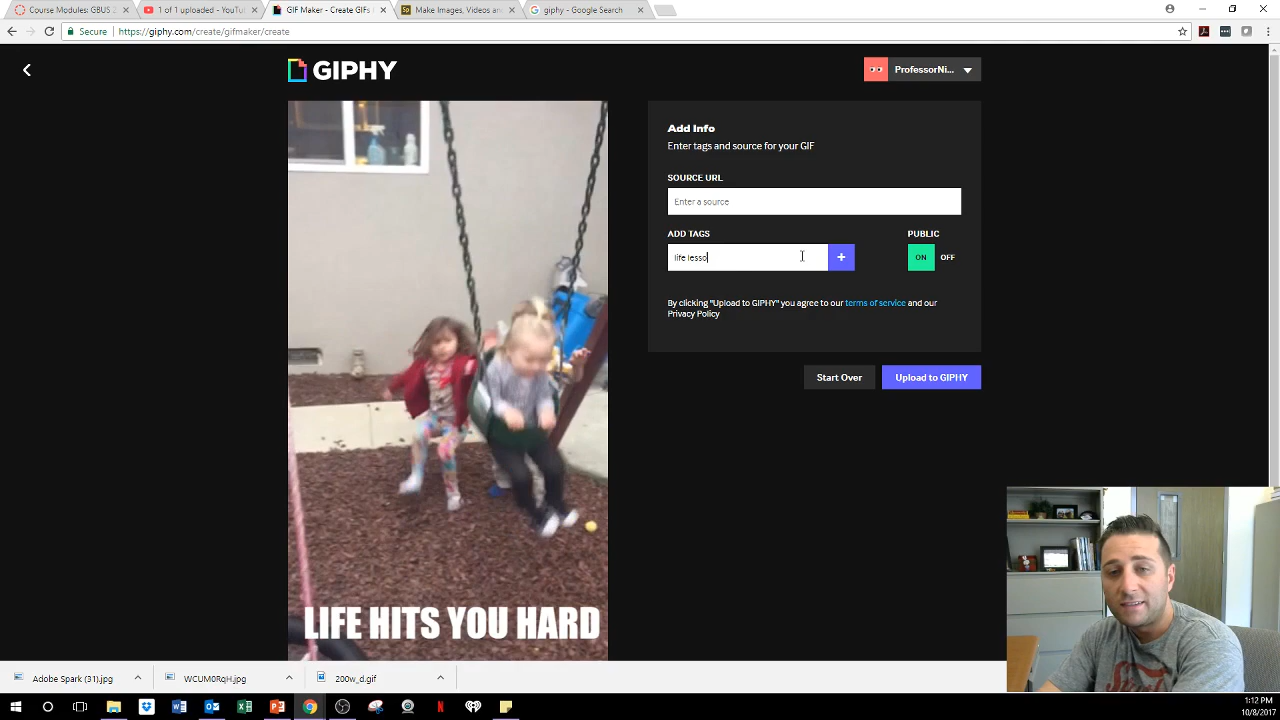 Course Modules: GBUS 2
1 of 1 uploaded - YouTu
GIF Maker - Create GIFs
Make Images, Videos an
giphy - Google Search
Secure
https://giphy.com/create/gifmaker/create
GIPHY
ProfessorNi...
Add Info
Enter tags and source for your GIF
SOURCE URL
Enter a source
ADD TAGS
PUBLIC
life lesso
+
ON
OFF
By clicking "Upload to GIPHY" you agree to our terms of service and our
Privacy Policy
Start Over
Upload to GIPHY
LIFE HITS YOU HARD
Adobe Spark (31).jpg
WCUM0RqH.jpg
200w_d.gif
1:12 PM
10/8/2017